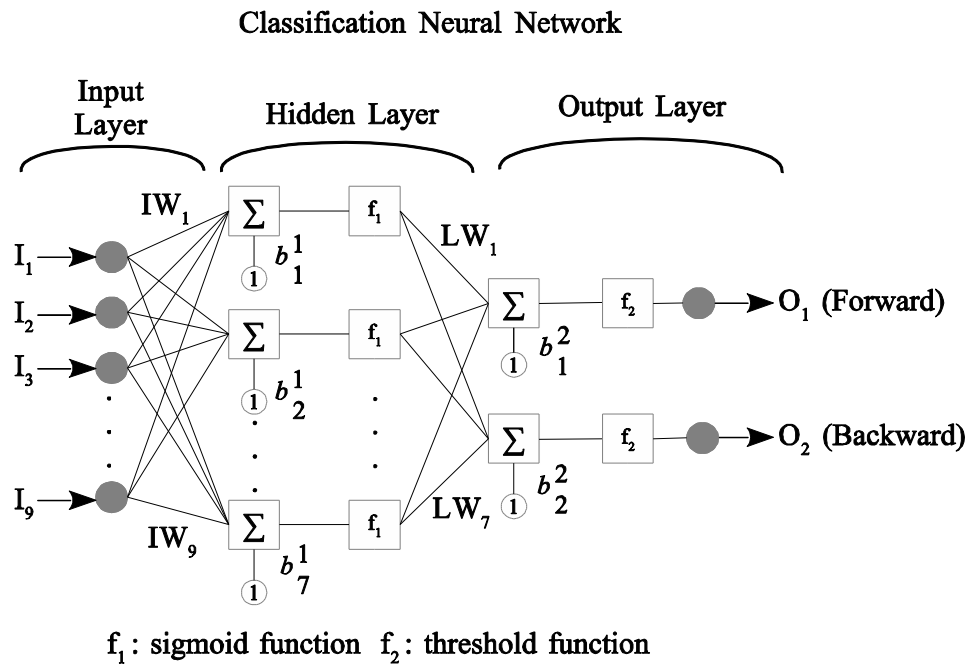 Classification Neural Network
Input
Layer
Hidden Layer
Output Layer
IW₁
Σ
f₁
LW₁
I₁
b¹₁
1
I₂
Σ
f₁
Σ
f₂
O₁ (Forward)
I₃
b¹₂
1
b²₁
1
Σ
f₂
O₂ (Backward)
I₉
IW₉
Σ
f₁
LW₇
b²₂
1
b¹₇
1
f₁: sigmoid function f₂: threshold function